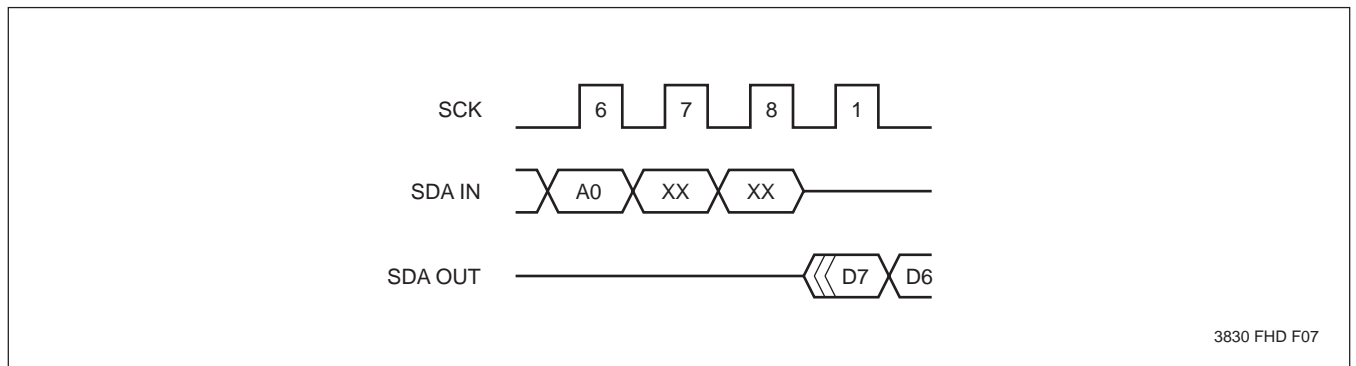 SCK 6 7 8 1
SDA IN A0 XX XX
SDA OUT D7 D6
3830 FHD F07